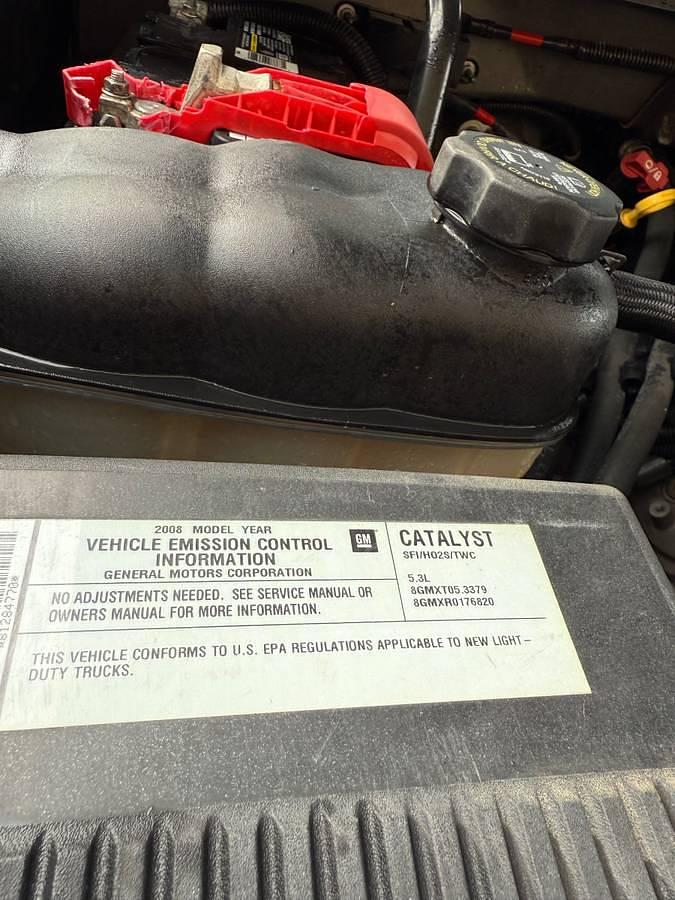 CHAUD!
O/B
2008 MODEL YEAR
VEHICLE EMISSION CONTROL
INFORMATION
GENERAL MOTORS CORPORATION
GM
NO ADJUSTMENTS NEEDED. SEE SERVICE MANUAL OR
OWNERS MANUAL FOR MORE INFORMATION.
CATALYST
SFI/HO2S/TWC
5.3L
8GMXT05.3379
8GMXR0176820
THIS VEHICLE CONFORMS TO U.S. EPA REGULATIONS APPLICABLE TO NEW LIGHT-
DUTY TRUCKS.